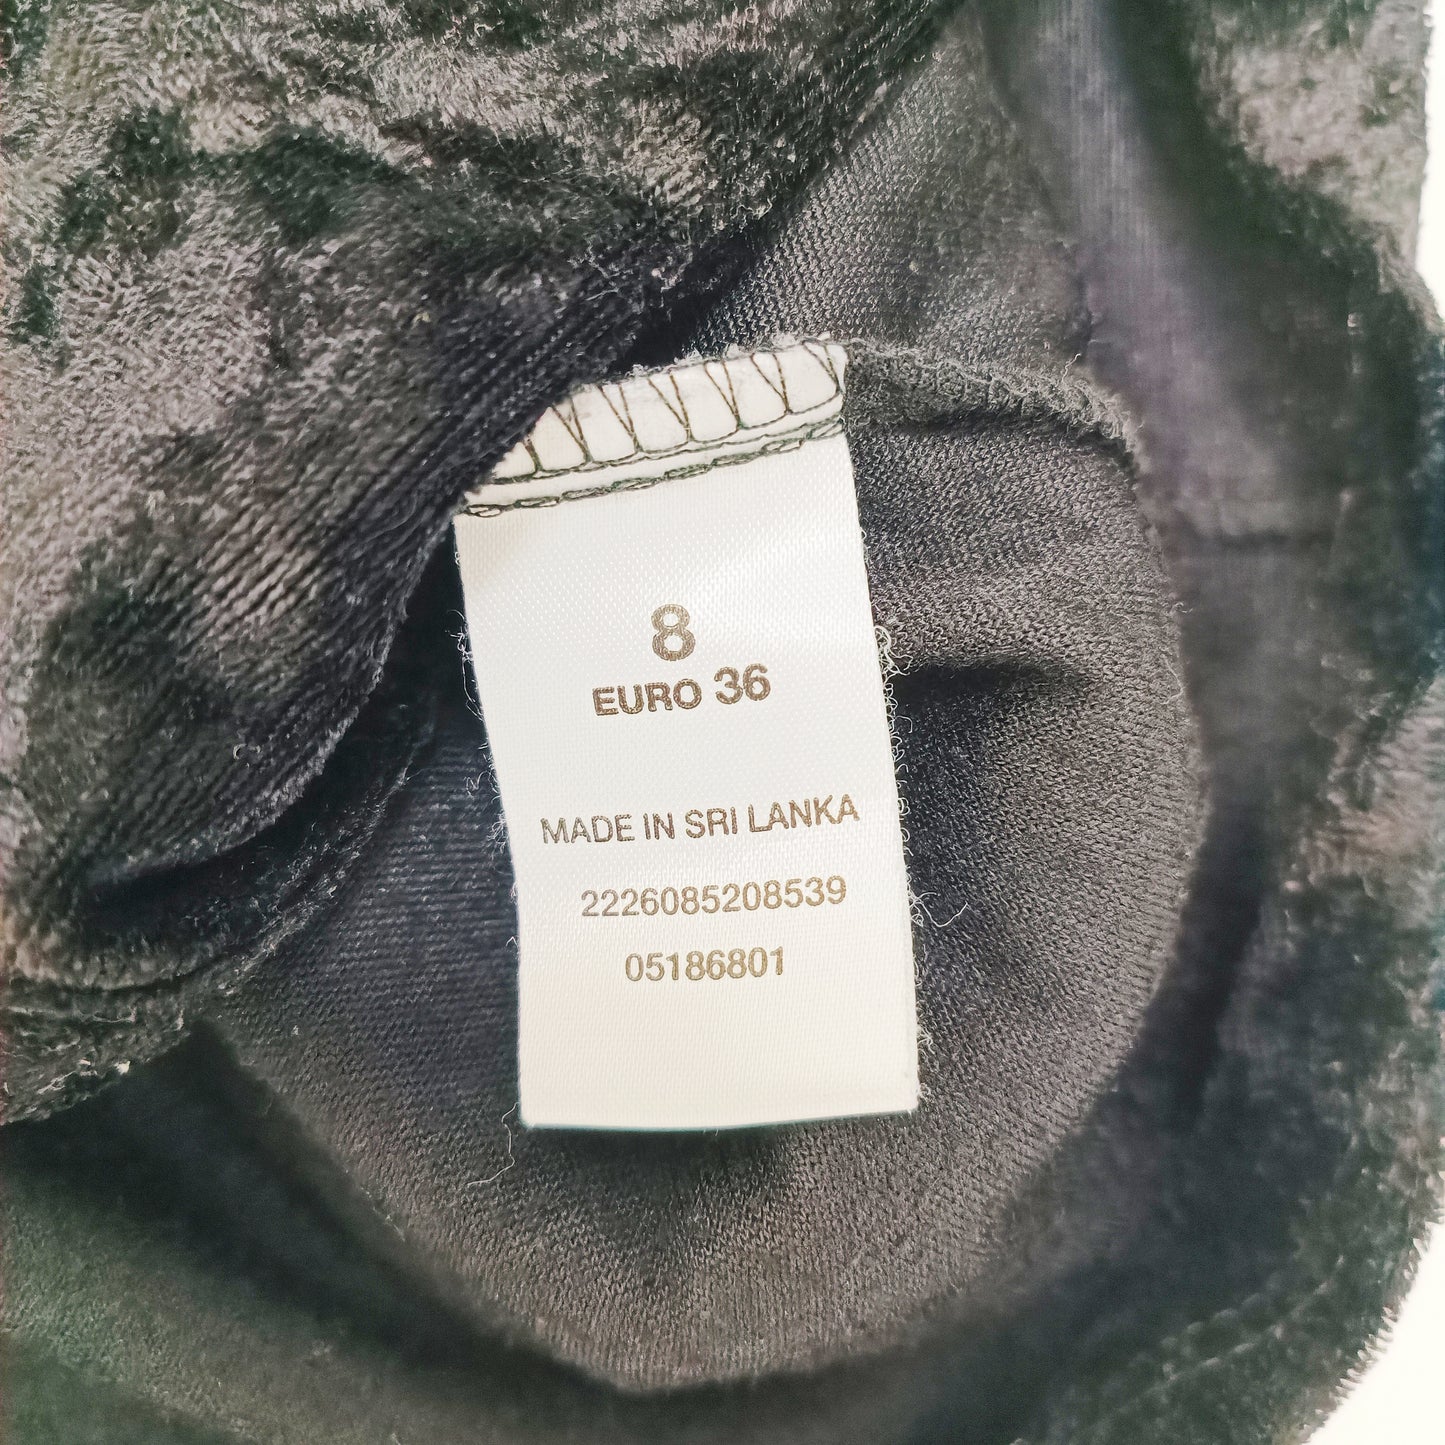 8
EURO 36
MADE IN SRI LANKA
2226085208539
05186801